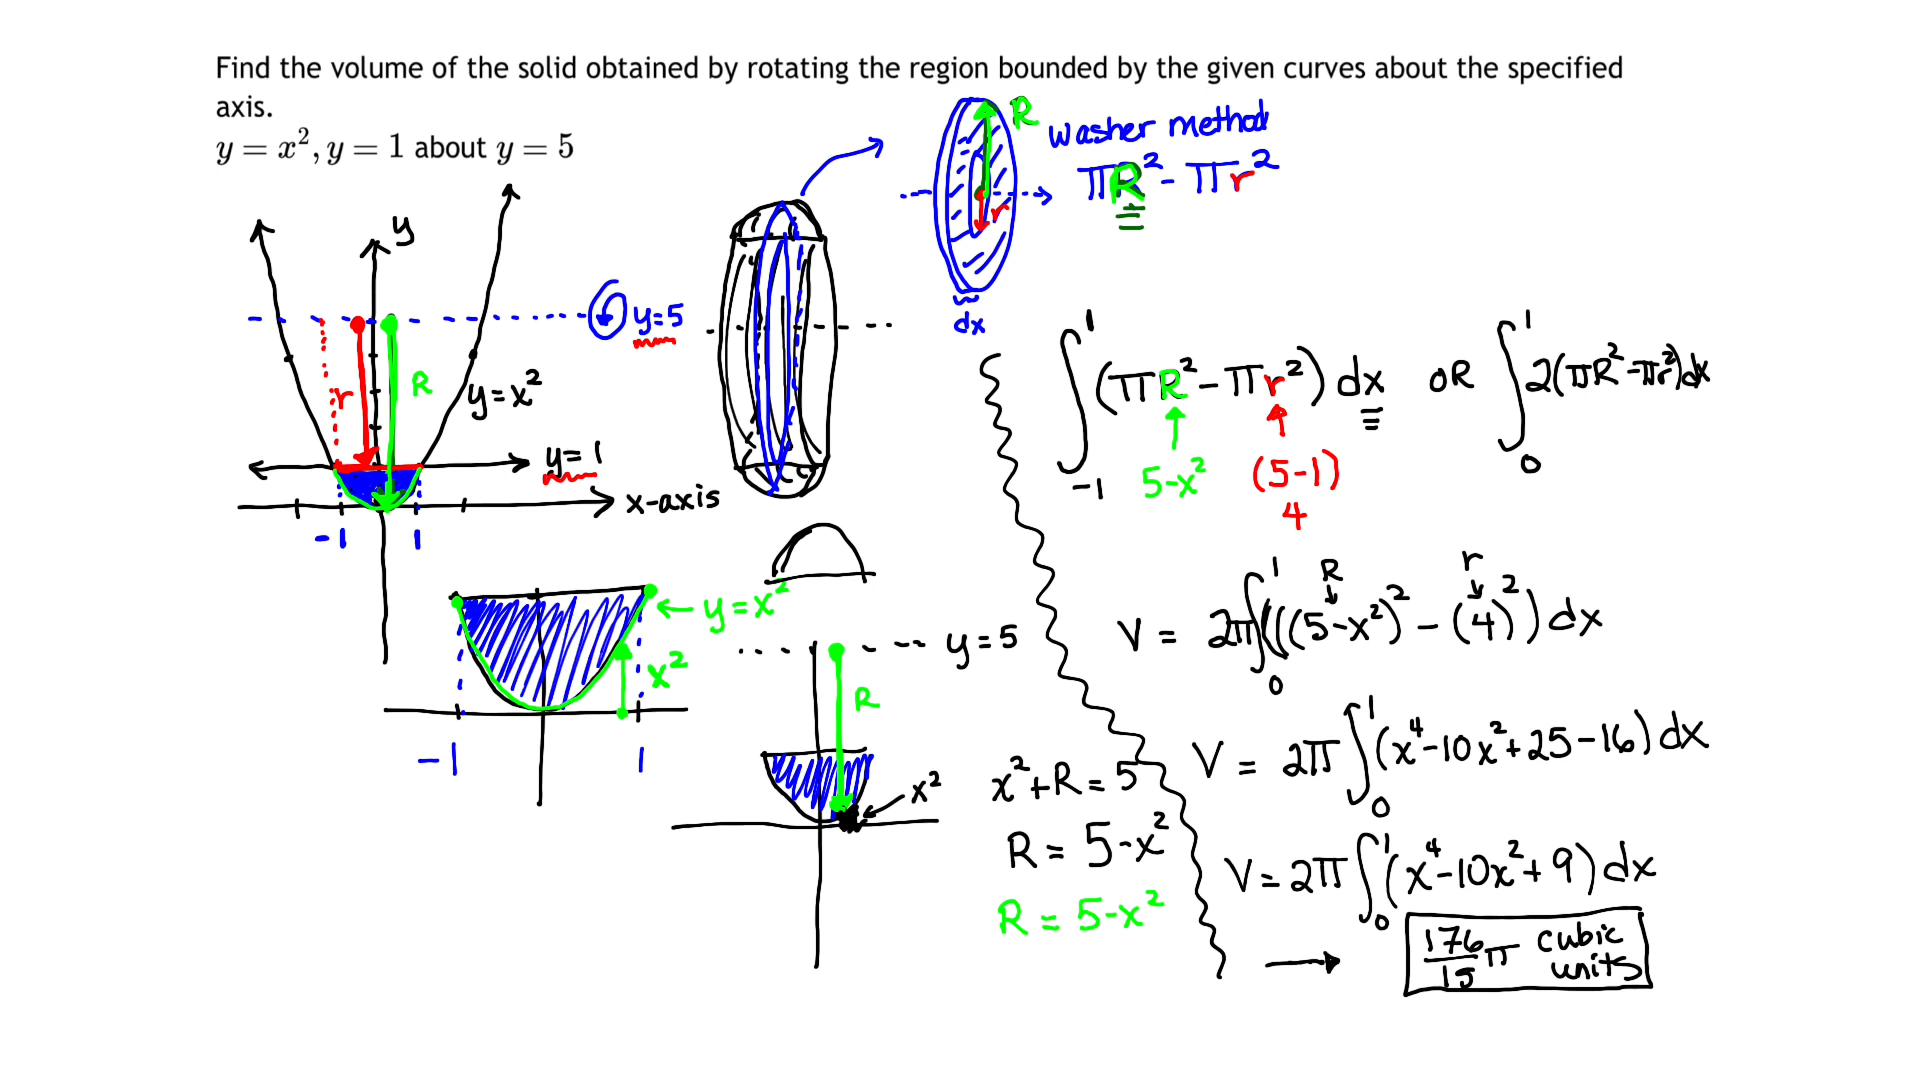 Find the volume of the solid obtained by rotating the region bounded by the given curves about the specified
axis.
y = x², y = 1 about y = 5
R
washer method
πR² - πr²
r
dx
y
y=5
r
R
y=x²
y=1
x-axis
-1 1
∫₋₁¹ (πR² - πr²) dx OR ∫₀¹ 2(πR² - πr²)dx
5-x² (5-1)
4
y=x²
x²
-1 1
y=5
R
x²
x²+R=5
R = 5-x²
R = 5-x²
R r
V = 2π∫₀¹(((5-x²)² - (4)²) dx
V = 2π∫₀¹(x⁴-10x²+25-16) dx
V = 2π∫₀¹(x⁴-10x²+9) dx
176/15 π cubic
units